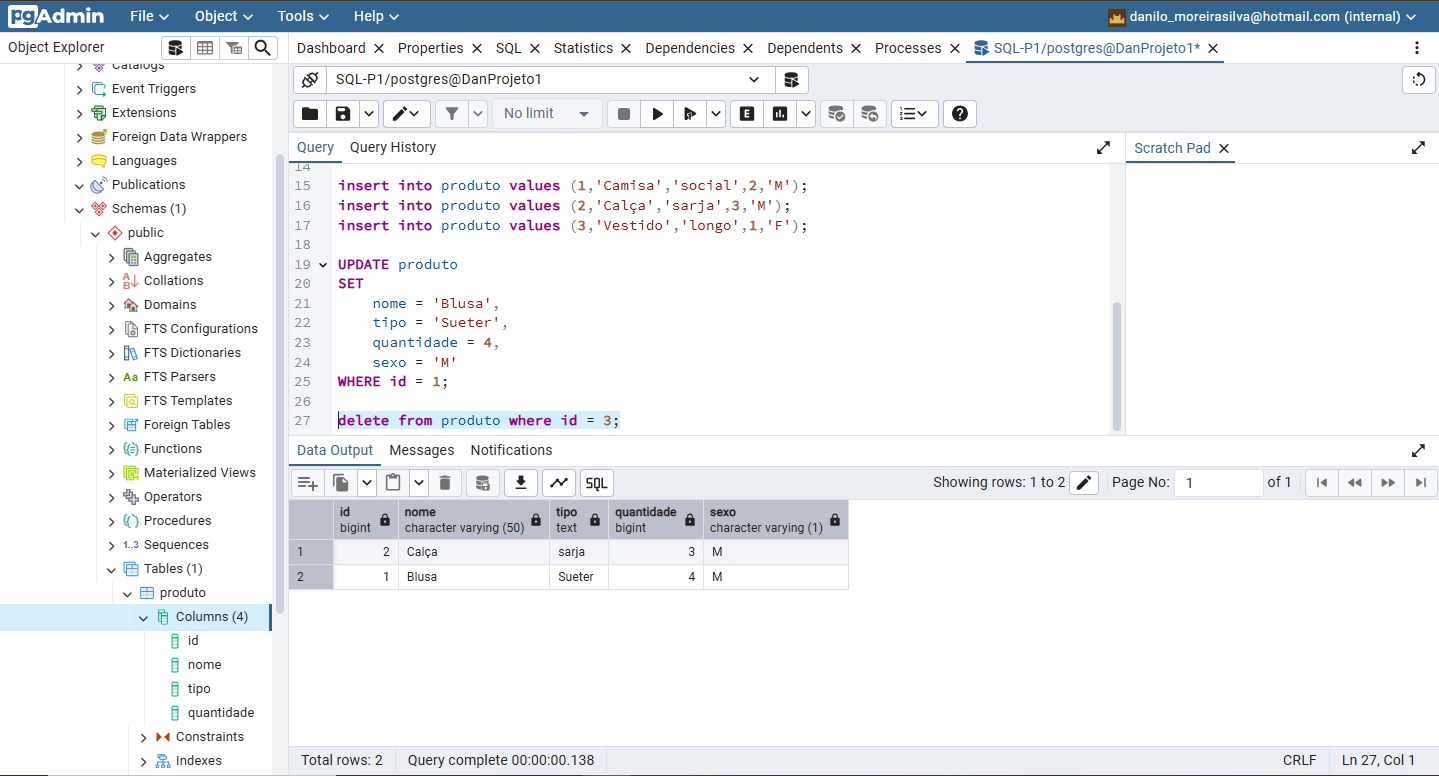 pgAdmin File Object Tools Help danilo_moreirasilva@hotmail.com (internal)
Object Explorer
Dashboard Properties SQL Statistics Dependencies Dependents Processes SQL-P1/postgres@DanProjeto1*
Catalogs
Event Triggers
Extensions
Foreign Data Wrappers
Languages
Publications
Schemas (1)
public
Aggregates
Collations
Domains
FTS Configurations
FTS Dictionaries
Aa FTS Parsers
FTS Templates
Foreign Tables
Functions
Materialized Views
Operators
Procedures
1..3 Sequences
Tables (1)
produto
Columns (4)
id
nome
tipo
quantidade
Constraints
Indexes
SQL-P1/postgres@DanProjeto1
No limit E
Query Query History
Scratch Pad
14
15 insert into produto values (1,'Camisa','social',2,'M');
16 insert into produto values (2,'Calça','sarja',3,'M');
17 insert into produto values (3,'Vestido','longo',1,'F');
18
19 UPDATE produto
20 SET
21 nome = 'Blusa',
22 tipo = 'Sueter',
23 quantidade = 4,
24 sexo = 'M'
25 WHERE id = 1;
26
27 delete from produto where id = 3;
Data Output Messages Notifications
SQL Showing rows: 1 to 2 Page No: 1 of 1
id nome tipo quantidade sexo
bigint character varying (50) text bigint character varying (1)
1 2 Calça sarja 3 M
2 1 Blusa Sueter 4 M
Total rows: 2 Query complete 00:00:00.138 CRLF Ln 27, Col 1